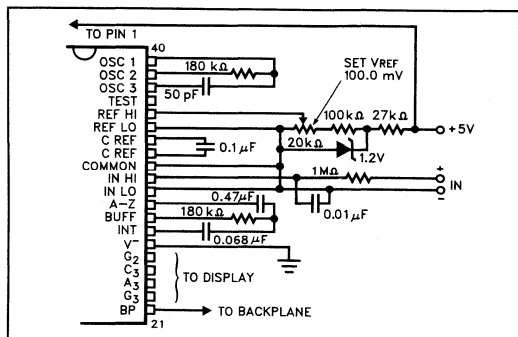 TO PIN 1
40
OSC 1
180 kΩ
OSC 2
OSC 3
50 pF
TEST
SET VREF
100.0 mV
REF HI
REF LO
100kΩ
27kΩ
+5V
C REF
0.1μF
20kΩ
1.2V
C REF
COMMON
1MΩ
+
IN HI
IN
IN LO
-
0.47μF
0.01μF
A-Z
180kΩ
BUFF
INT
0.068μF
V-
G2
C3
TO DISPLAY
A3
G3
BP
TO BACKPLANE
21